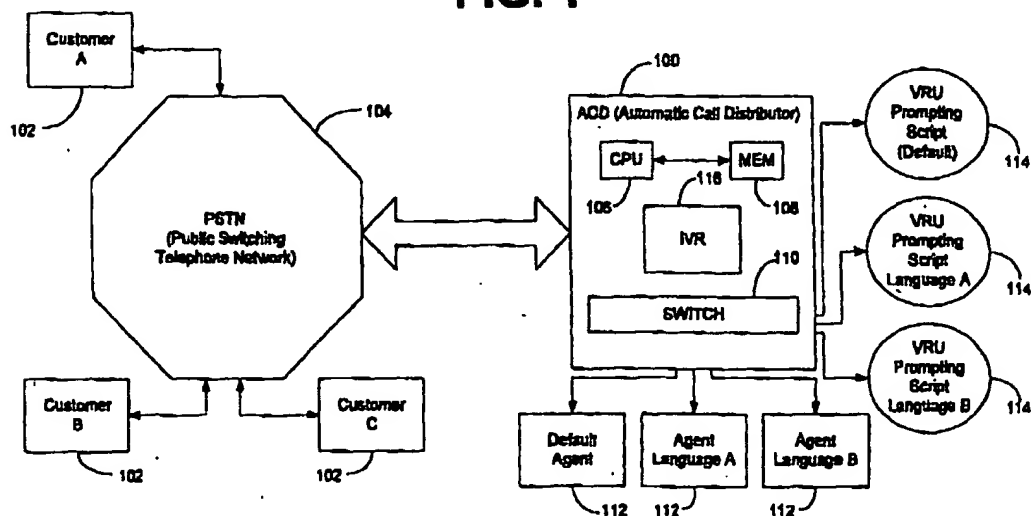 Customer
A
102
104
PSTN
(Public Switching
Telephone Network)
Customer
B
102
Customer
C
102
100
ACD (Automatic Call Distributor)
CPU
MEM
106
108
116
IVR
110
SWITCH
Default
Agent
112
Agent
Language A
112
Agent
Language B
112
VRU
Prompting
Script
(Default)
114
VRU
Prompting
Script
Language A
114
VRU
Prompting
Script
Language B
114